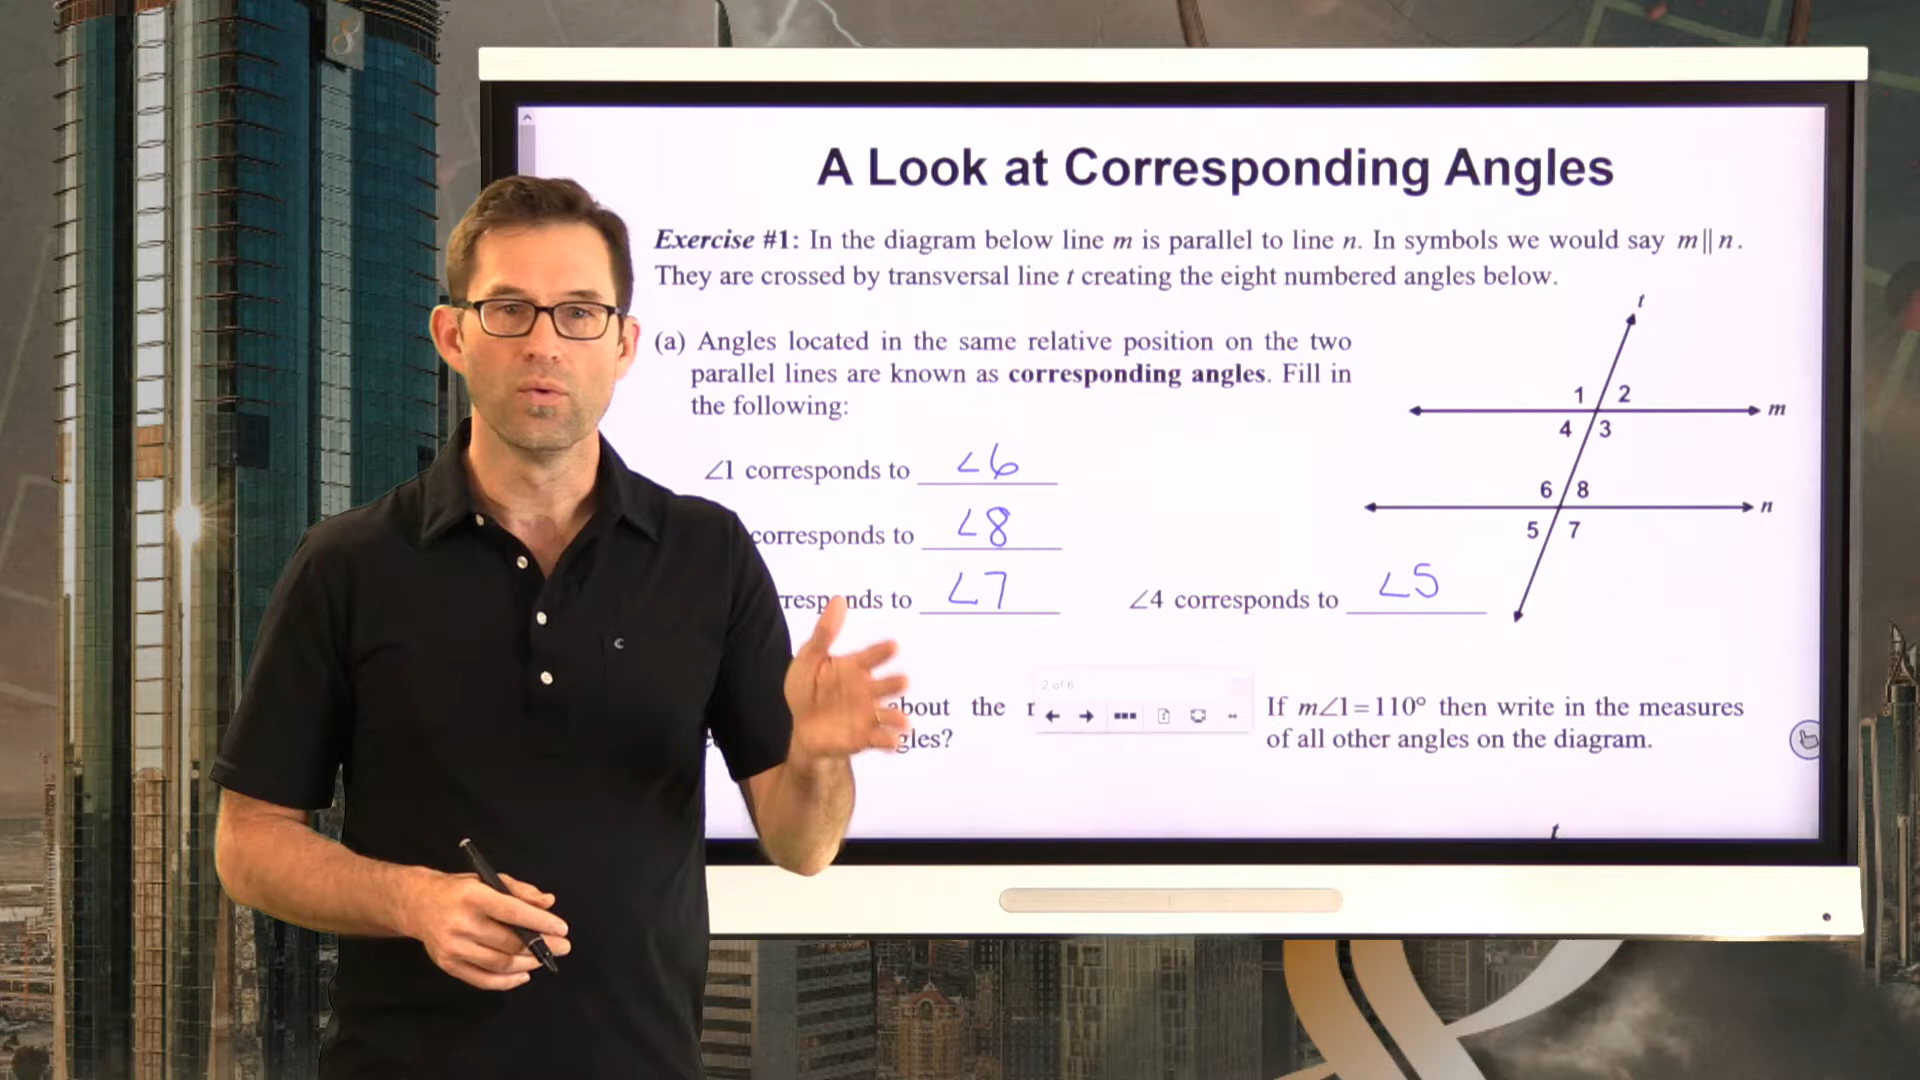 A Look at Corresponding Angles
Exercise #1: In the diagram below line m is parallel to line n. In symbols we would say m || n.
They are crossed by transversal line t creating the eight numbered angles below.
t
(a) Angles located in the same relative position on the two
parallel lines are known as corresponding angles. Fill in
the following:
1 2
m
4 3
∠1 corresponds to ∠6
6 8
n
5 7
corresponds to ∠8
to ∠7
∠4 corresponds to ∠5
2 of 6
about the
If m∠1=110° then write in the measures
of all other angles on the diagram.
t